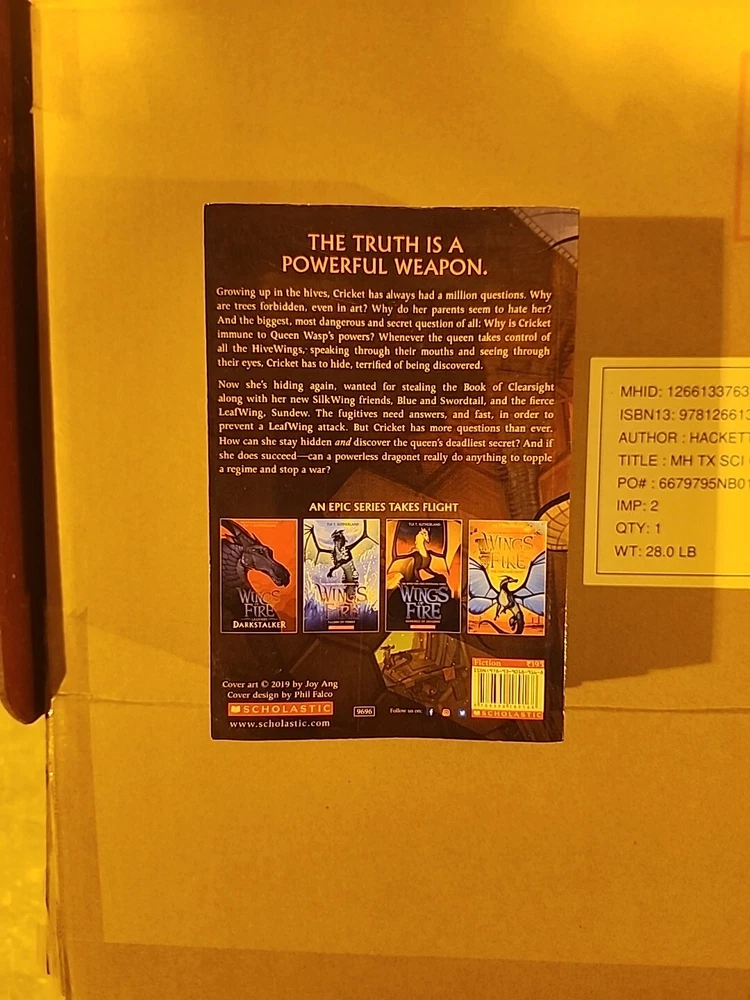 THE TRUTH IS A
POWERFUL WEAPON.
Growing up in the hives, Cricket has always had a million questions. Why
are trees forbidden, even in art? Why do her parents seem to hate her?
And the biggest, most dangerous and secret question of all: Why is Cricket
immune to Queen Wasp's powers? Whenever the queen takes control of
all the HiveWings, speaking through their mouths and seeing through
their eyes, Cricket has to hide, terrified of being discovered.
Now she's hiding again, wanted for stealing the Book of Clearsight
along with her new SilkWing friends, Blue and Swordtail, and the fierce
LeafWing, Sundew. The fugitives need answers, and fast, in order to
prevent a LeafWing attack. But Cricket has more questions than ever.
How can she stay hidden and discover the queen's deadliest secret? And if
she does succeed—can a powerless dragonet really do anything to topple
a regime and stop a war?
AN EPIC SERIES TAKES FLIGHT
WINGS
FIRE
DARKSTALKER
TUI T. SUTHERLAND
WINGS
FIRE
TUI T. SUTHERLAND
WINGS
FIRE
WINGS
FIRE
Cover art © 2019 by Joy Ang
Cover design by Phil Falco
SCHOLASTIC
www.scholastic.com
9696
Follow us on:
Fiction
SCHOLASTIC
MHID: 1266133763
ISBN13: 978126613
AUTHOR : HACKETT
TITLE : MH TX SCI
PO# : 6679795NB01
IMP: 2
QTY: 1
WT: 28.0 LB